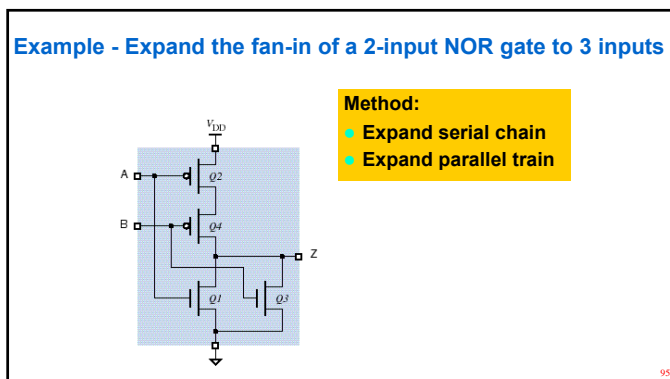 Example - Expand the fan-in of a 2-input NOR gate to 3 inputs
Method:
Expand serial chain
Expand parallel train
VDD
A
Q2
B
Q4
Z
Q1
Q3
95